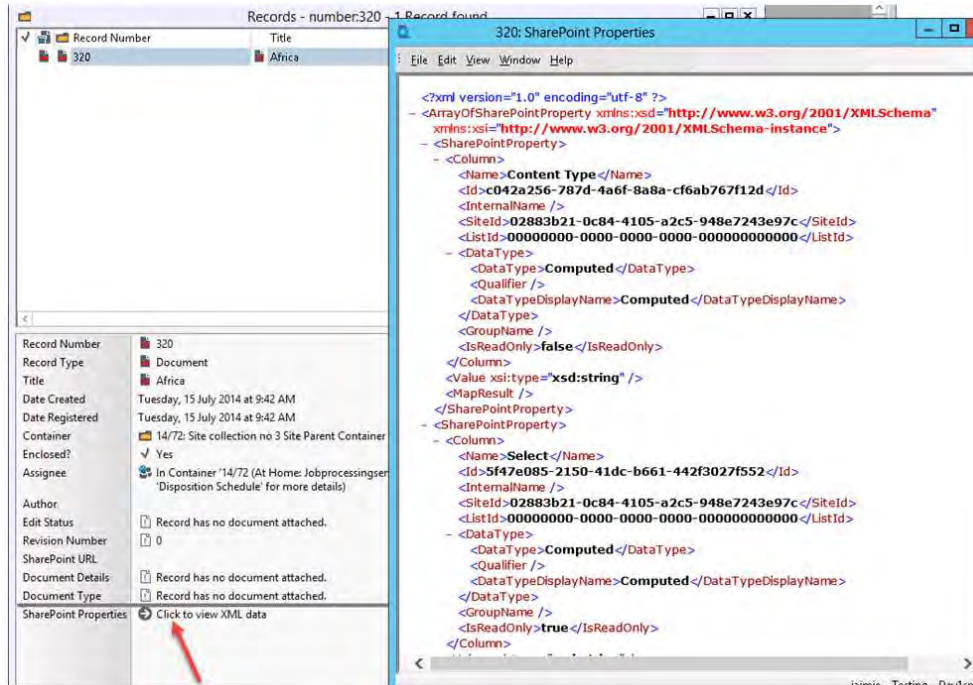 Records - number:320 - 1 Record found
Record Number Title
320 Africa
Record Number 320
Record Type Document
Title Africa
Date Created Tuesday, 15 July 2014 at 9:42 AM
Date Registered Tuesday, 15 July 2014 at 9:42 AM
Container 14/72: Site collection no 3 Site Parent Container
Enclosed? Yes
Assignee In Container '14/72 (At Home: Jobprocessingser
'Disposition Schedule' for more details)
Author
Edit Status Record has no document attached.
Revision Number 0
SharePoint URL
Document Details Record has no document attached.
Document Type Record has no document attached.
SharePoint Properties Click to view XML data
320: SharePoint Properties
File Edit View Window Help
<?xml version="1.0" encoding="utf-8" ?>
- <ArrayOfSharePointProperty xmlns:xsd="http://www.w3.org/2001/XMLSchema"
xmlns:xsi="http://www.w3.org/2001/XMLSchema-instance">
- <SharePointProperty>
- <Column>
<Name>Content Type</Name>
<Id>c042a256-787d-4a6f-8a8a-cf6ab767f12d</Id>
<InternalName />
<SiteId>02883b21-0c84-4105-a2c5-948e7243e97c</SiteId>
<ListId>00000000-0000-0000-0000-000000000000</ListId>
- <DataType>
<DataType>Computed</DataType>
<Qualifier />
<DataTypeDisplayName>Computed</DataTypeDisplayName>
</DataType>
<GroupName />
<IsReadOnly>false</IsReadOnly>
</Column>
<Value xsi:type="xsd:string" />
<MapResult />
</SharePointProperty>
- <SharePointProperty>
- <Column>
<Name>Select</Name>
<Id>5f47e085-2150-41dc-b661-442f3027f552</Id>
<InternalName />
<SiteId>02883b21-0c84-4105-a2c5-948e7243e97c</SiteId>
<ListId>00000000-0000-0000-0000-000000000000</ListId>
- <DataType>
<DataType>Computed</DataType>
<Qualifier />
<DataTypeDisplayName>Computed</DataTypeDisplayName>
</DataType>
<GroupName />
<IsReadOnly>true</IsReadOnly>
</Column>